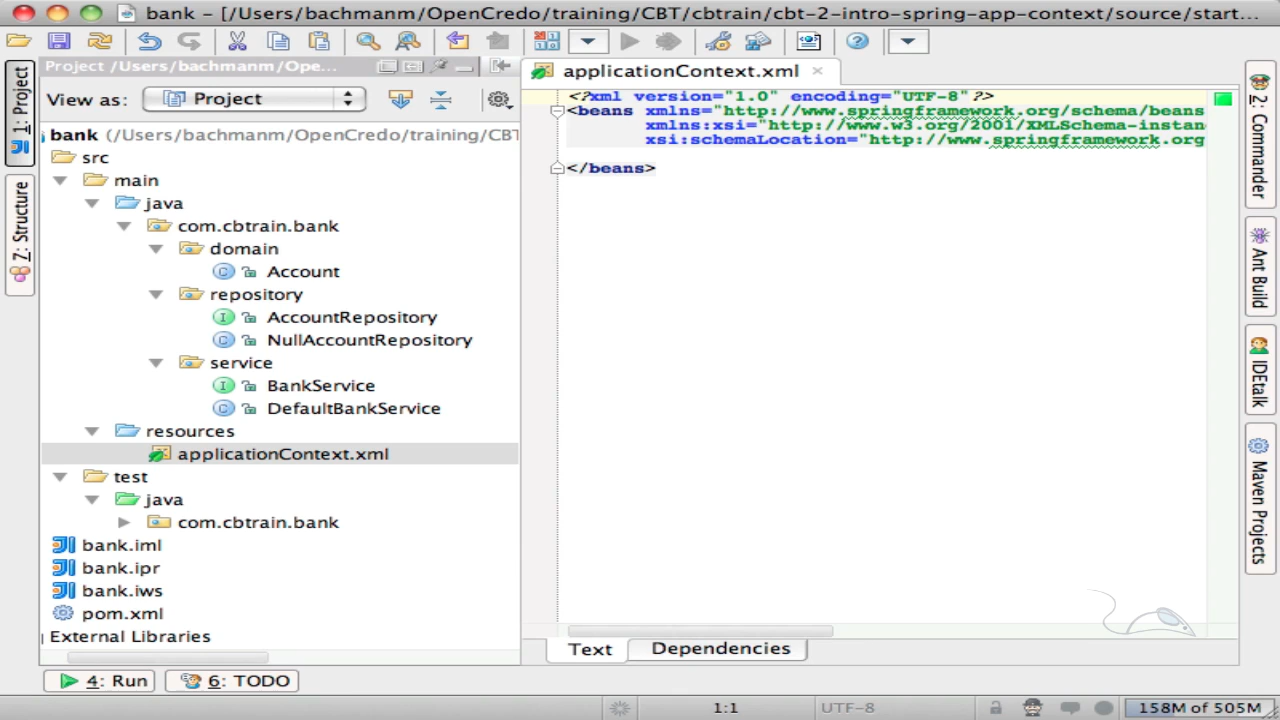 bank - [/Users/bachmanm/OpenCredo/training/CBT/cbtrain/cbt-2-intro-spring-app-context/source/start...
Project /Users/bachmanm/Ope...
View as: Project
bank (/Users/bachmanm/OpenCredo/training/CBT
src
main
java
com.cbtrain.bank
domain
Account
repository
AccountRepository
NullAccountRepository
service
BankService
DefaultBankService
resources
applicationContext.xml
test
java
com.cbtrain.bank
bank.iml
bank.ipr
bank.iws
pom.xml
External Libraries
1: Project
7: Structure
applicationContext.xml
<?xml version="1.0" encoding="UTF-8"?>
<beans xmlns="http://www.springframework.org/schema/beans
xmlns:xsi="http://www.w3.org/2001/XMLSchema-instan
xsi:schemaLocation="http://www.springframework.org
</beans>
Text
Dependencies
2: Commander
Ant Build
IDEtalk
Maven Projects
4: Run
6: TODO
1:1
UTF-8
158M of 505M